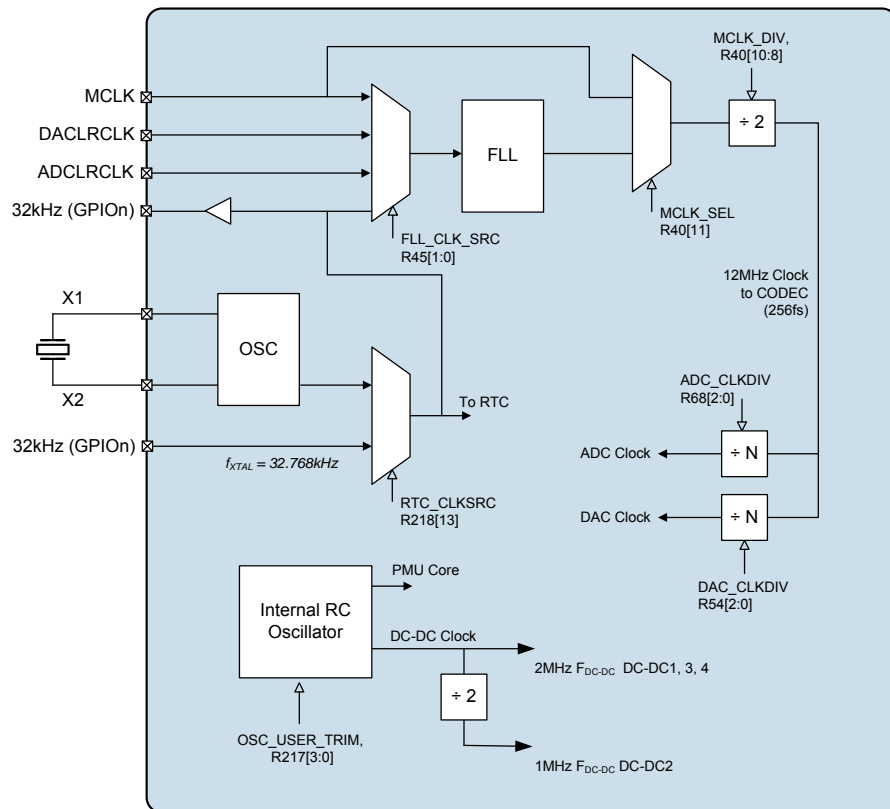 MCLK_DIV,
R40[10:8]
MCLK
DACLRCLK
ADCLRCLK
32kHz (GPIOn)
FLL
÷ 2
FLL_CLK_SRC
R45[1:0]
MCLK_SEL
R40[11]
12MHz Clock
to CODEC
(256fs)
X1
OSC
X2
To RTC
32kHz (GPIOn)
fXTAL = 32.768kHz
RTC_CLKSRC
R218[13]
ADC_CLKDIV
R68[2:0]
ADC Clock
÷ N
DAC Clock
÷ N
DAC_CLKDIV
R54[2:0]
Internal RC
Oscillator
PMU Core
DC-DC Clock
2MHz FDC-DC DC-DC1, 3, 4
÷ 2
OSC_USER_TRIM,
R217[3:0]
1MHz FDC-DC DC-DC2